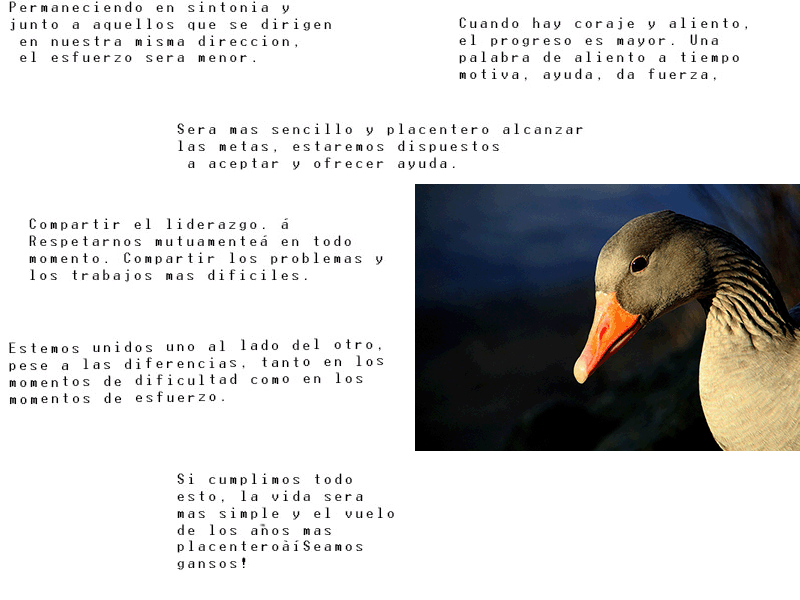 Permaneciendo en sintonia y
junto a aquellos que se dirigen
en nuestra misma direccion,
el esfuerzo sera menor.
Cuando hay coraje y aliento,
el progreso es mayor. Una
palabra de aliento a tiempo
motiva, ayuda, da fuerza,
Sera mas sencillo y placentero alcanzar
las metas, estaremos dispuestos
a aceptar y ofrecer ayuda.
Compartir el liderazgo. á
Respetarnos mutuamenteá en todo
momento. Compartir los problemas y
los trabajos mas dificiles.
Estemos unidos uno al lado del otro,
pese a las diferencias, tanto en los
momentos de dificultad como en los
momentos de esfuerzo.
Si cumplimos todo
esto, la vida sera
mas simple y el vuelo
de los años mas
placenteroàíSeamos
gansos!